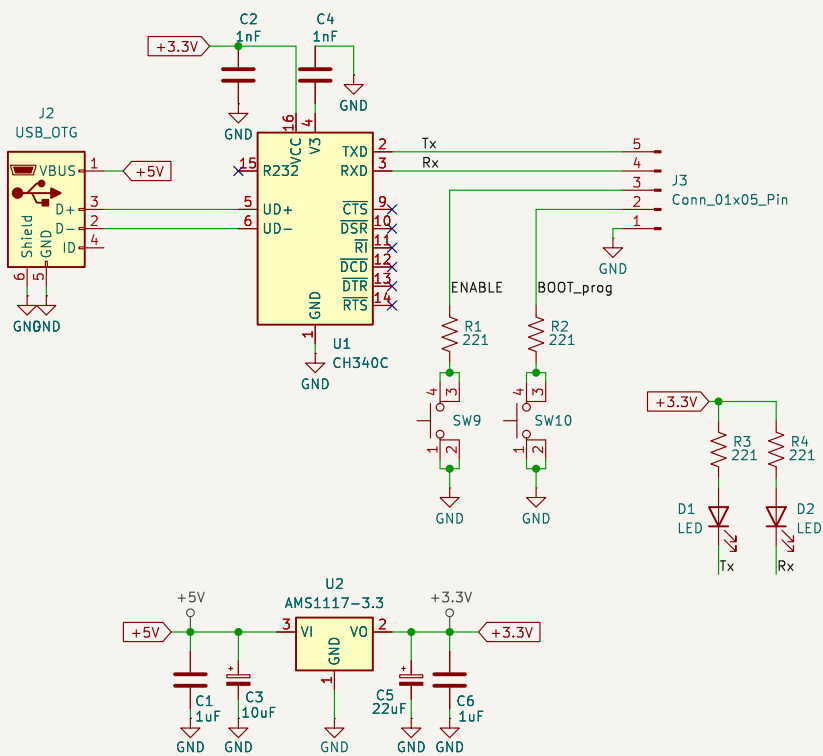 C2
1nF
C4
1nF
+3.3V
GND
GND
J2
USB_OTG
VBUS
1
+5V
D+
3
D-
2
ID
4
Shield
GND
6
5
GND
GND
16
4
VCC
V3
15
R232
5
UD+
6
UD-
TXD
2
RXD
3
CTS
9
DSR
10
RI
11
DCD
12
DTR
13
RTS
14
GND
1
U1
CH340C
GND
Tx
Rx
5
4
3
2
1
J3
Conn_01x05_Pin
GND
ENABLE
BOOT_prog
R1
221
R2
221
4
3
SW9
1
2
GND
4
3
SW10
1
2
GND
+3.3V
R3
221
R4
221
D1
LED
D2
LED
Tx
Rx
U2
AMS1117-3.3
+5V
+3.3V
+5V
3
VI
VO
2
+3.3V
GND
1
C1
1uF
C3
10uF
C5
22uF
C6
1uF
+
+
GND
GND
GND
GND
GND